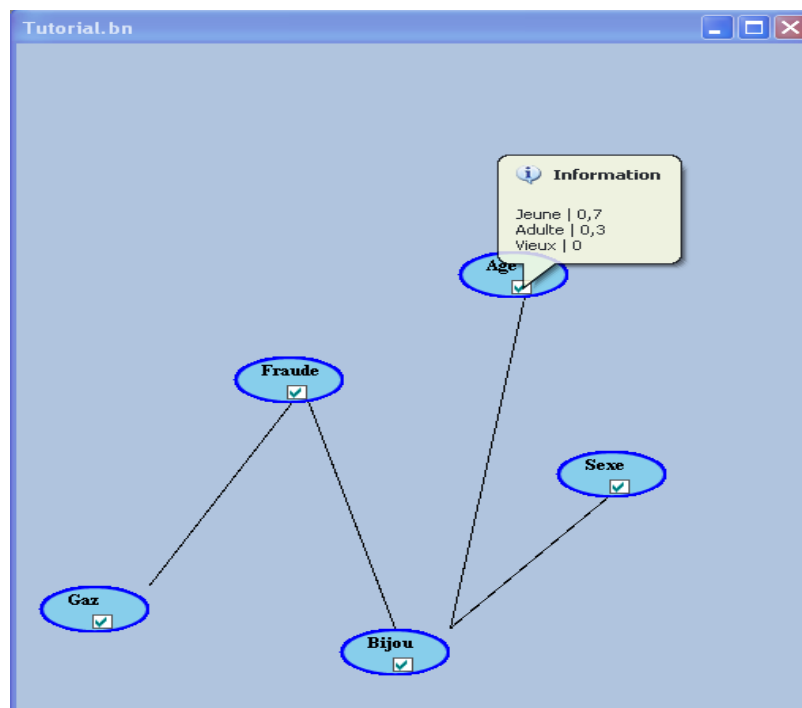 Tutorial.bn
Information
Jeune | 0,7
Adulte | 0,3
Vieux | 0
Age
Fraude
Sexe
Gaz
Bijou